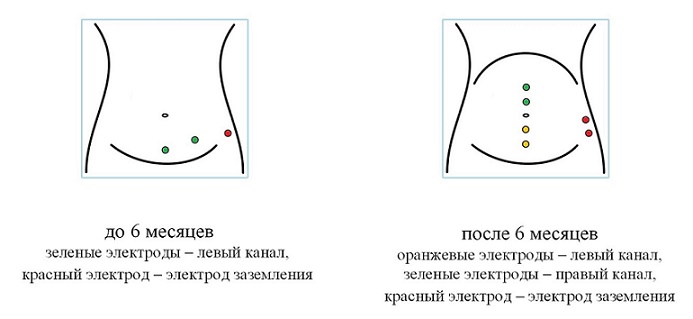 до 6 месяцев
зеленые электроды – левый канал,
красный электрод – электрод заземления
после 6 месяцев
оранжевые электроды – левый канал,
зеленые электроды – правый канал,
красный электрод – электрод заземления